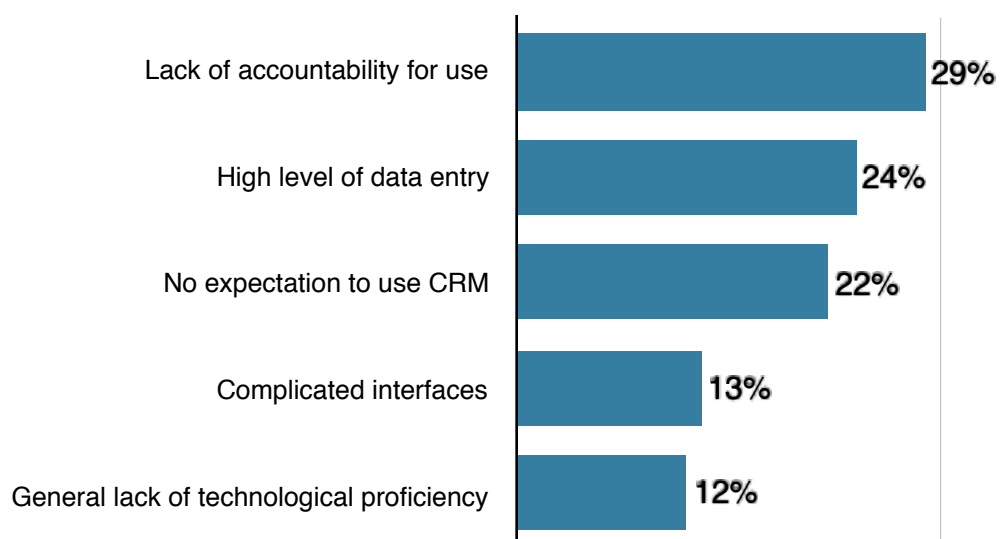 Lack of accountability for use
29%
High level of data entry
24%
No expectation to use CRM
22%
Complicated interfaces
13%
General lack of technological proficiency
12%